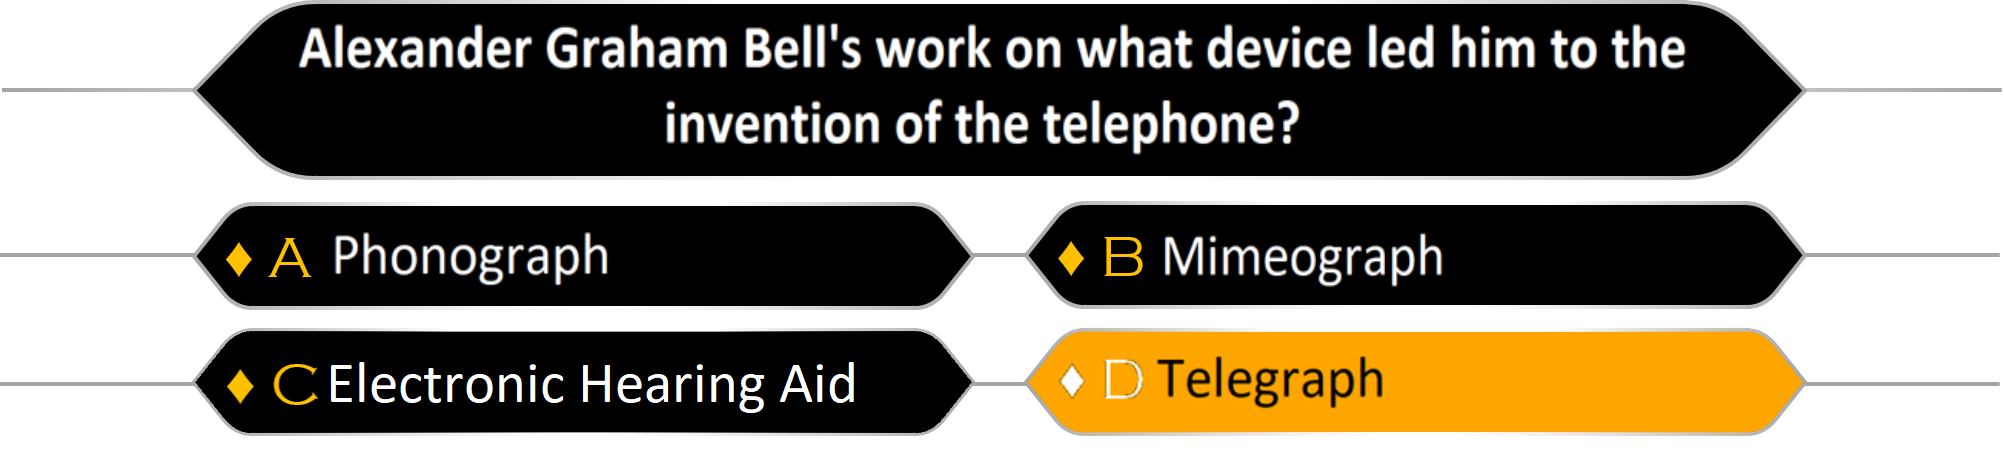 Alexander Graham Bell's work on what device led him to the
invention of the telephone?
A Phonograph
B Mimeograph
C Electronic Hearing Aid
D Telegraph